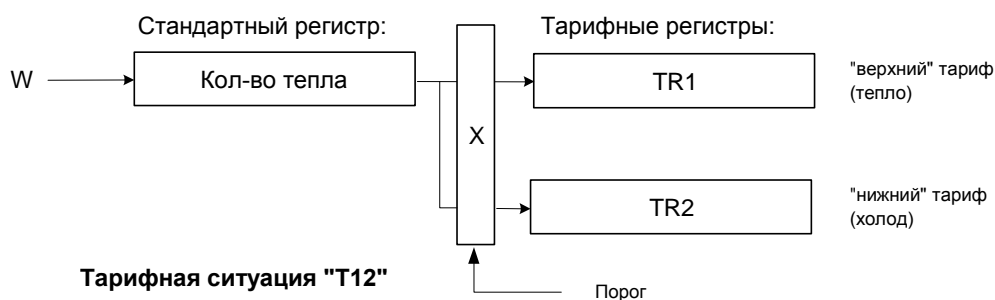 Стандартный регистр:
Тарифные регистры:
W
Кол-во тепла
X
TR1
"верхний" тариф
(тепло)
TR2
"нижний" тариф
(холод)
Тарифная ситуация "T12"
Порог